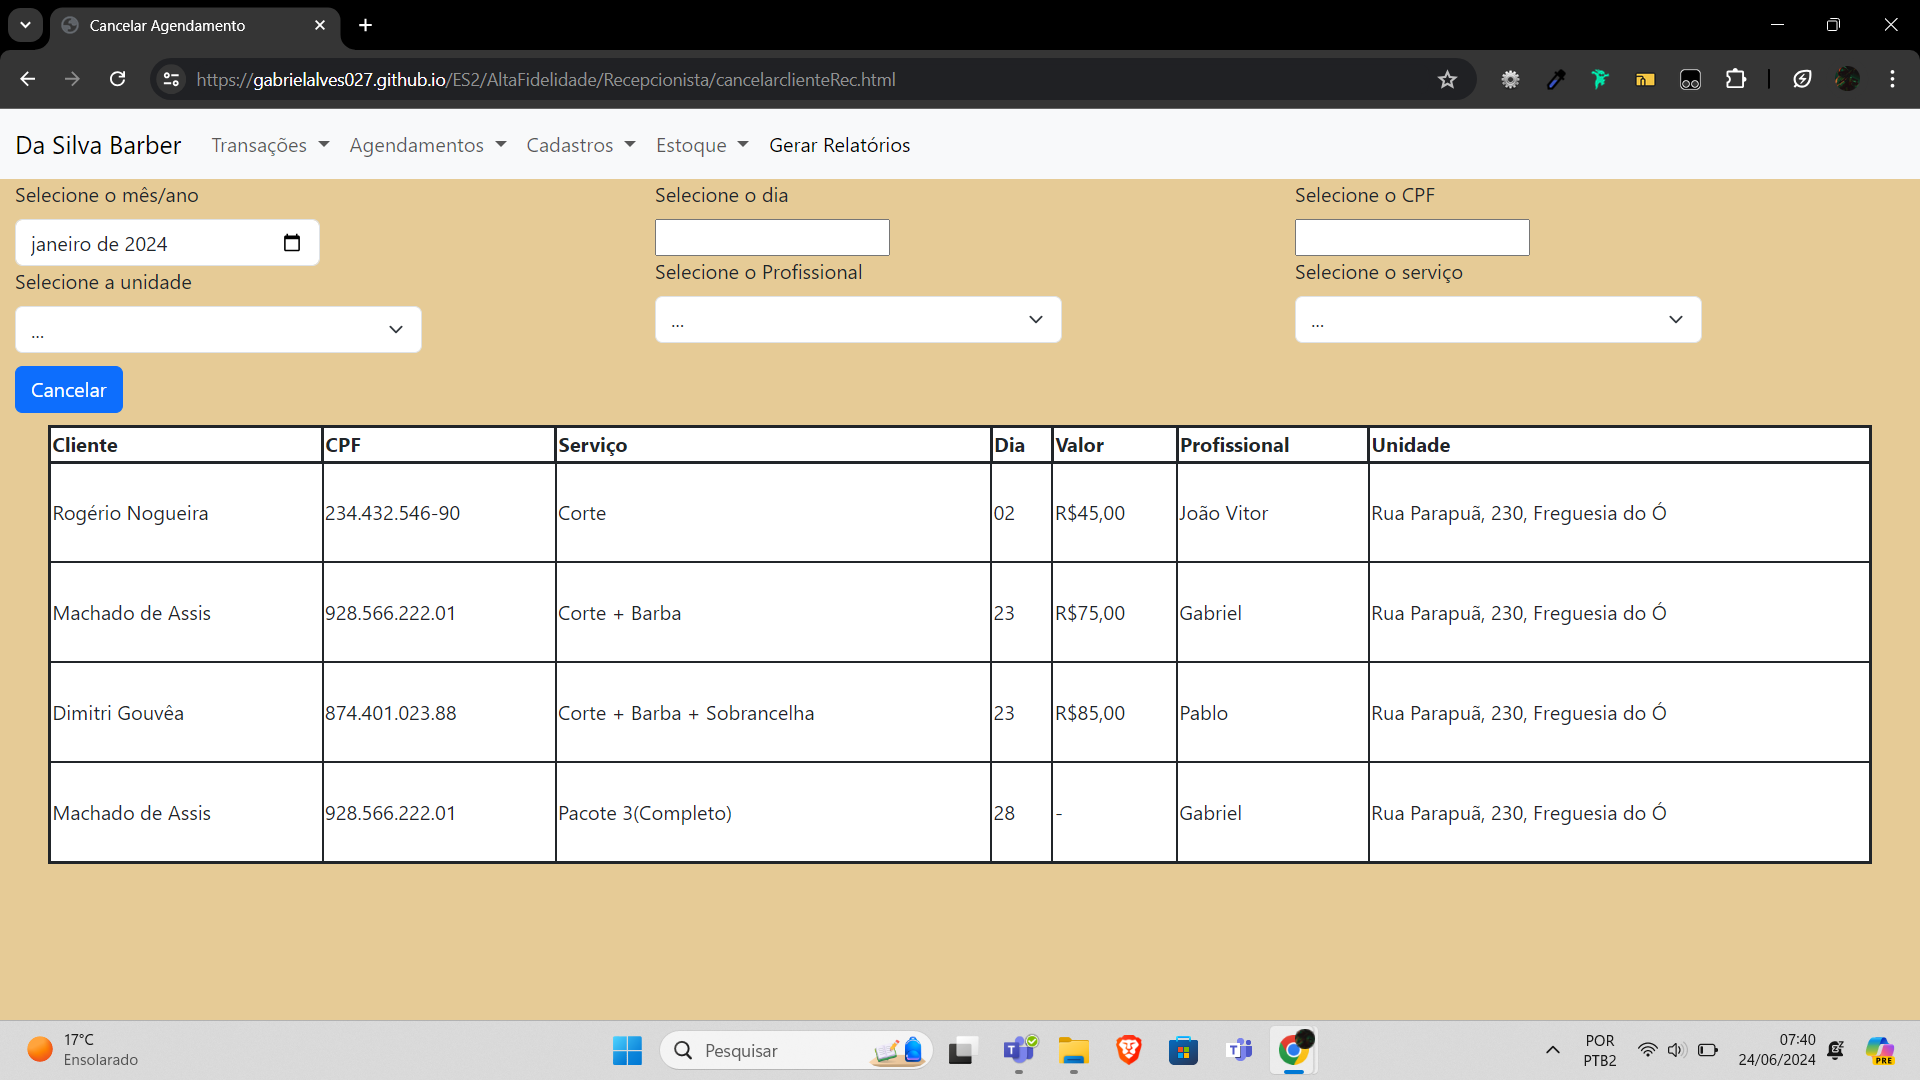 Cancelar Agendamento
https://gabrielalves027.github.io/ES2/AltaFidelidade/Recepcionista/cancelarclienteRec.html
Da Silva Barber Transações Agendamentos Cadastros Estoque Gerar Relatórios
Selecione o mês/ano Selecione o dia Selecione o CPF
janeiro de 2024
Selecione a unidade Selecione o Profissional Selecione o serviço
... ... ...
Cancelar
Cliente CPF Serviço Dia Valor Profissional Unidade
Rogério Nogueira 234.432.546-90 Corte 02 R$45,00 João Vitor Rua Parapuã, 230, Freguesia do Ó
Machado de Assis 928.566.222.01 Corte + Barba 23 R$75,00 Gabriel Rua Parapuã, 230, Freguesia do Ó
Dimitri Gouvêa 874.401.023.88 Corte + Barba + Sobrancelha 23 R$85,00 Pablo Rua Parapuã, 230, Freguesia do Ó
Machado de Assis 928.566.222.01 Pacote 3(Completo) 28 - Gabriel Rua Parapuã, 230, Freguesia do Ó
17°C
Ensolarado
Pesquisar
POR
PTB2
07:40
24/06/2024
PRE